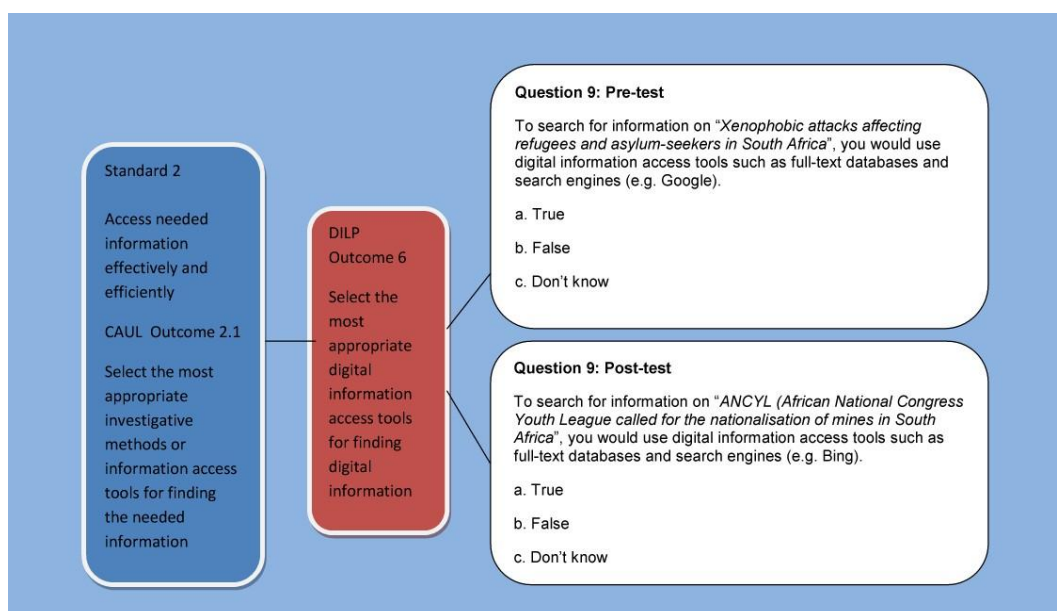 Standard 2
Access needed
information
effectively and
efficiently
CAUL Outcome 2.1
Select the most
appropriate
investigative
methods or
information access
tools for finding
the needed
information
DILP
Outcome 6
Select the
most
appropriate
digital
information
access tools
for finding
digital
information
Question 9: Pre-test
To search for information on “Xenophobic attacks affecting
refugees and asylum-seekers in South Africa”, you would use
digital information access tools such as full-text databases and
search engines (e.g. Google).
a. True
b. False
c. Don’t know
Question 9: Post-test
To search for information on “ANCYL (African National Congress
Youth League called for the nationalisation of mines in South
Africa”, you would use digital information access tools such as
full-text databases and search engines (e.g. Bing).
a. True
b. False
c. Don’t know